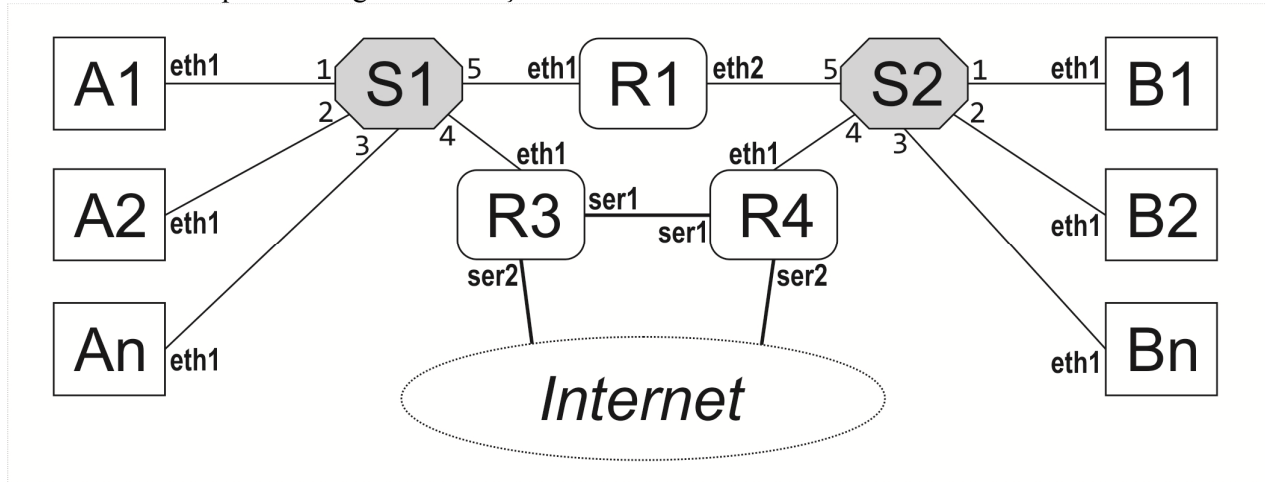 A1
eth1
1
S1
5
eth1
R1
eth2
5
S2
1
eth1
B1
2
3
4
4
3
2
eth1
eth1
A2
eth1
R3
ser1
ser1
R4
eth1
B2
ser2
ser2
An
eth1
eth1
Bn
Internet